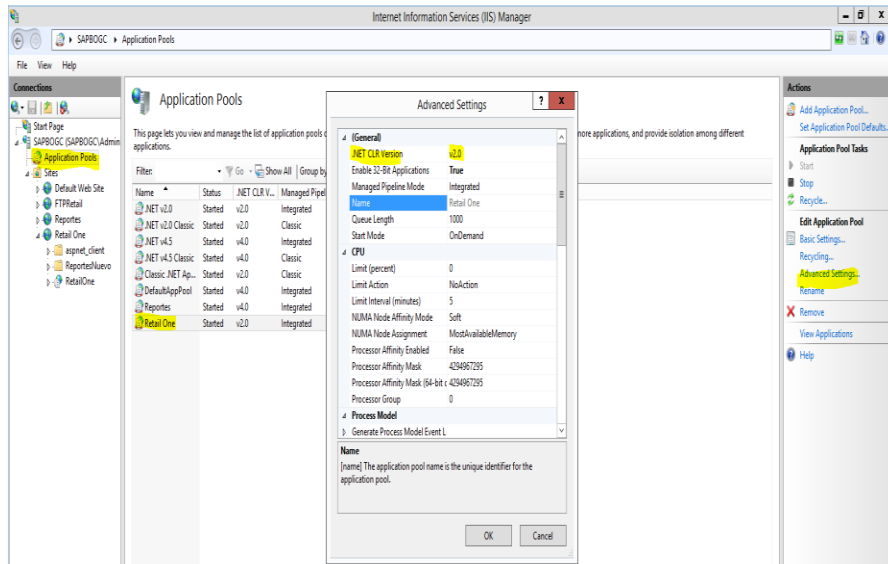 Internet Information Services (IIS) Manager
SAPBOGC Application Pools
File View Help
Connections
Start Page
SAPBOGC (SAPBOGC\Admin
Application Pools
Sites
Default Web Site
FTPRetail
Reportes
Retail One
aspnet_client
ReportesNuevo
RetailOne
Application Pools
This page lets you view and manage the list of application pools
more applications, and provide isolation among different
applications.
Filter: Go Show All Group by
Name Status .NET CLR V... Managed Pipel
.NET v2.0 Started v2.0 Integrated
.NET v2.0 Classic Started v2.0 Classic
.NET v4.5 Started v4.0 Integrated
.NET v4.5 Classic Started v4.0 Classic
Classic .NET Ap... Started v2.0 Classic
DefaultAppPool Started v4.0 Integrated
Reportes Started v4.0 Integrated
Retail One Started v2.0 Integrated
Advanced Settings ? X
(General)
.NET CLR Version v2.0
Enable 32-Bit Applications True
Managed Pipeline Mode Integrated
Name Retail One
Queue Length 1000
Start Mode OnDemand
CPU
Limit (percent) 0
Limit Action NoAction
Limit Interval (minutes) 5
NUMA Node Affinity Mode Soft
NUMA Node Assignment MostAvailableMemory
Processor Affinity Enabled False
Processor Affinity Mask 4294967295
Processor Affinity Mask (64-bit c 4294967295
Processor Group 0
Process Model
Generate Process Model Event L
Name
[name] The application pool name is the unique identifier for the
application pool.
OK Cancel
Actions
Add Application Pool...
Set Application Pool Defaults...
Application Pool Tasks
Start
Stop
Recycle...
Edit Application Pool
Basic Settings...
Recycling...
Advanced Settings...
Rename
Remove
View Applications
Help